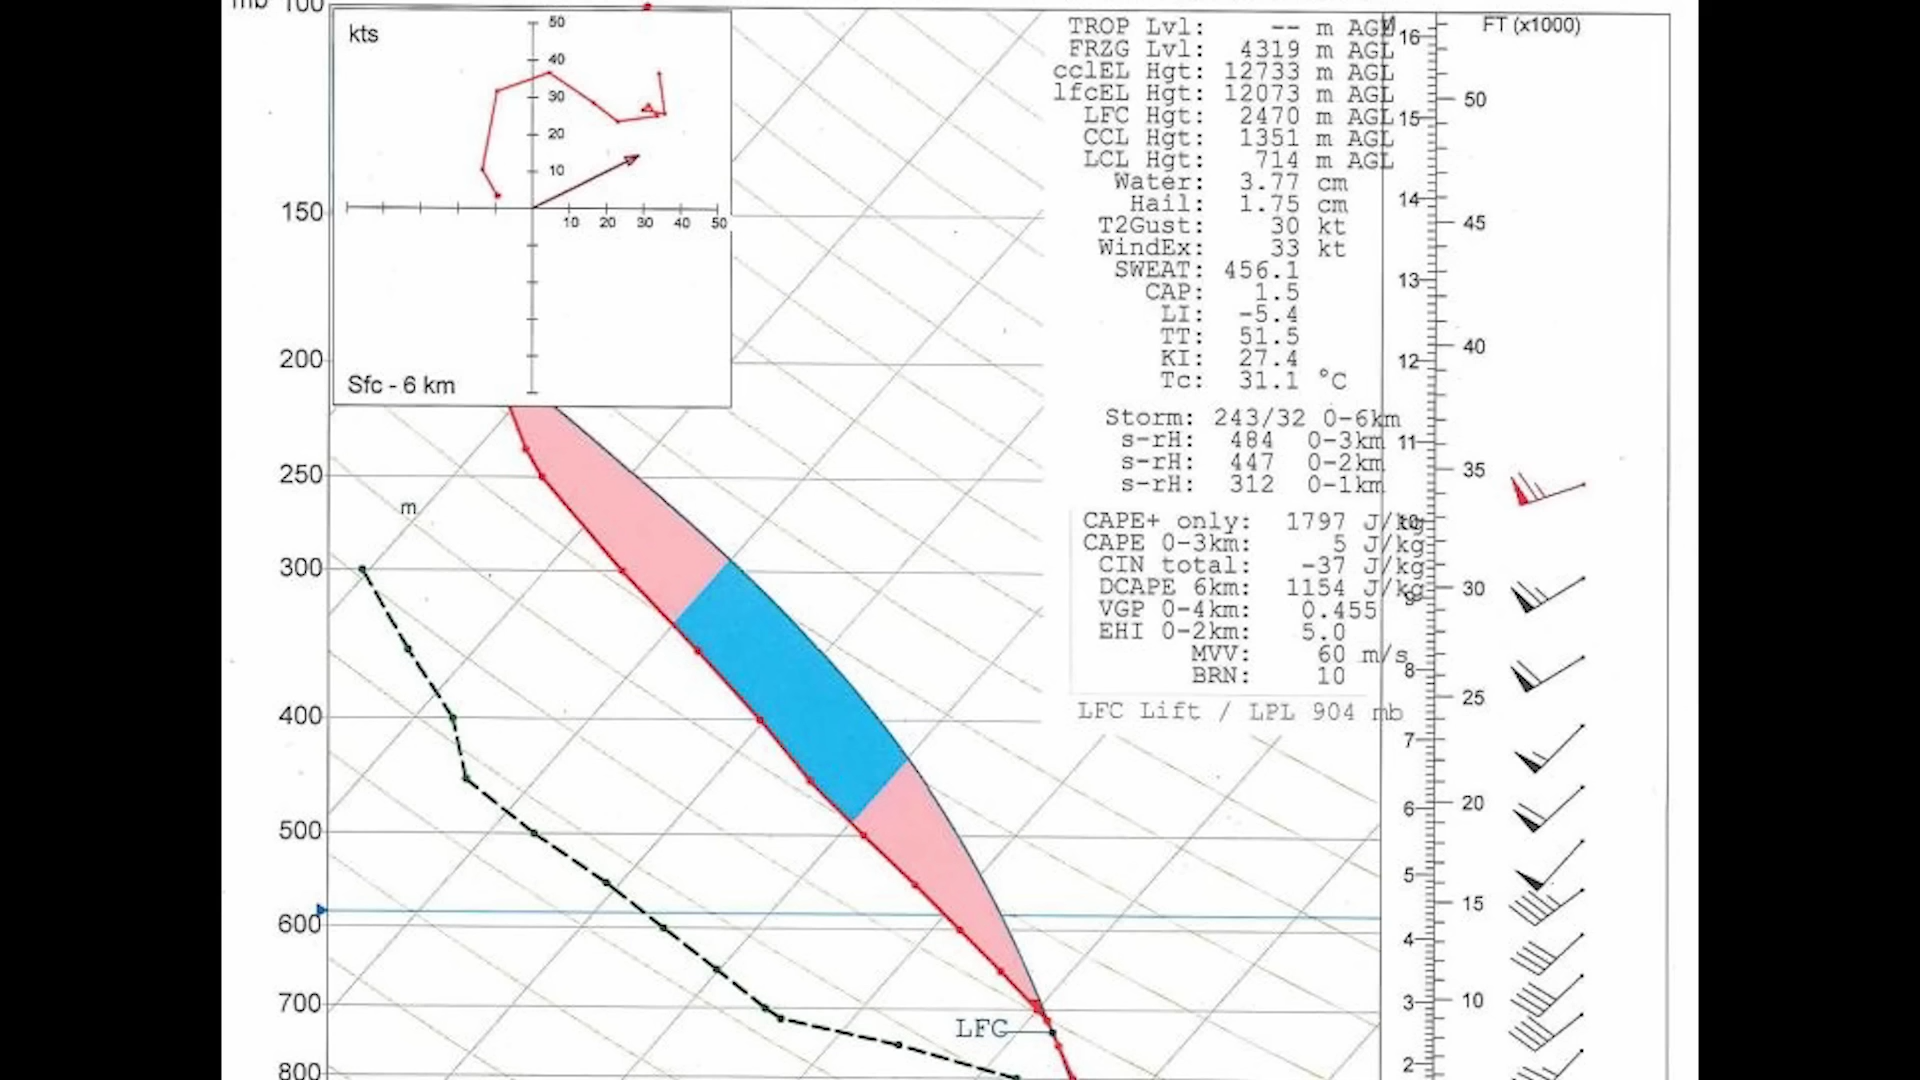 mb 100
kts
50
40
30
20
10
10 20 30 40 50
Sfc - 6 km
150
200
250
300
400
500
600
700
800
m
LFC
TROP Lvl: -- m AGL
FRZG Lvl: 4319 m AGL
cclEL Hgt: 12733 m AGL
lfcEL Hgt: 12073 m AGL
LFC Hgt: 2470 m AGL
CCL Hgt: 1351 m AGL
LCL Hgt: 714 m AGL
Water: 3.77 cm
Hail: 1.75 cm
T2Gust: 30 kt
WindEx: 33 kt
SWEAT: 456.1
CAP: 1.5
LI: -5.4
TT: 51.5
KI: 27.4
Tc: 31.1 °C
Storm: 243/32 0-6km
s-rH: 484 0-3km
s-rH: 447 0-2km
s-rH: 312 0-1km
CAPE+ only: 1797 J/kg
CAPE 0-3km: 5 J/kg
CIN total: -37 J/kg
DCAPE 6km: 1154 J/kg
VGP 0-4km: 0.455
EHI 0-2km: 5.0
MVV: 60 m/s
BRN: 10
LFC Lift / LPL 904 mb
16
15
14
13
12
11
8
7
6
5
4
3
2
FT (x1000)
50
45
40
35
30
25
20
15
10